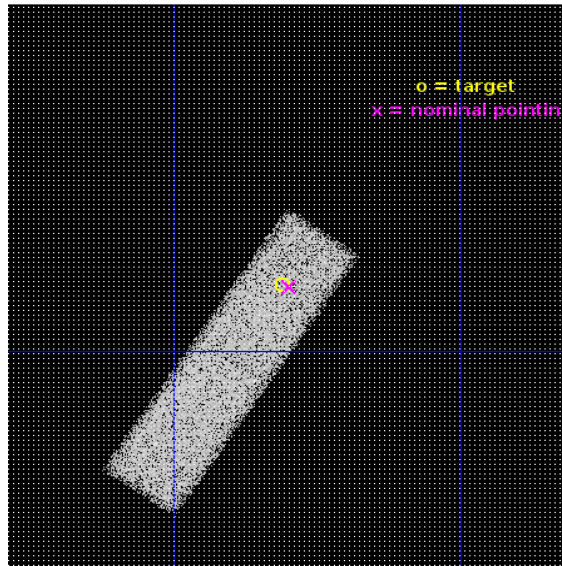 o = target
x = nominal pointin